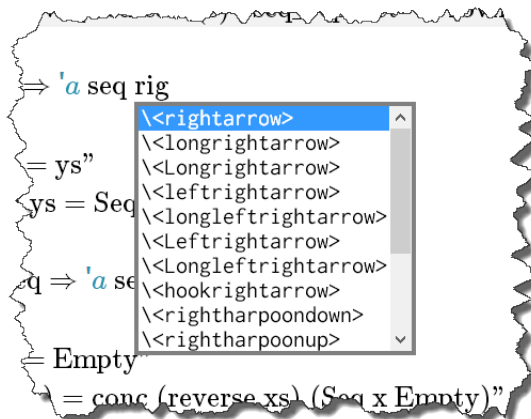 ⇒ 'a seq rig
\<rightarrow>
\<longrightarrow>
\<Longrightarrow>
\<leftrightarrow>
\<longleftrightarrow>
\<Leftrightarrow>
\<Longleftrightarrow>
\<hookrightarrow>
\<rightharpoondown>
\<rightharpoonup>
= ys”
ys = Seq
⇒ 'a se
= Empty”
) = conc (reverse xs) (Seq x Empty)”